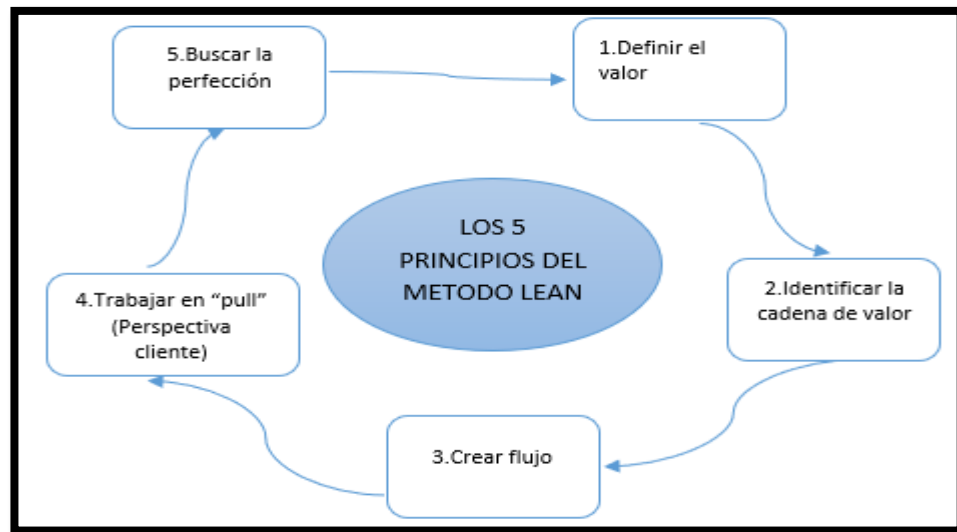 LOS 5
PRINCIPIOS DEL
METODO LEAN
1.Definir el
valor
2.Identificar la
cadena de valor
3.Crear flujo
4.Trabajar en “pull”
(Perspectiva
cliente)
5.Buscar la
perfección